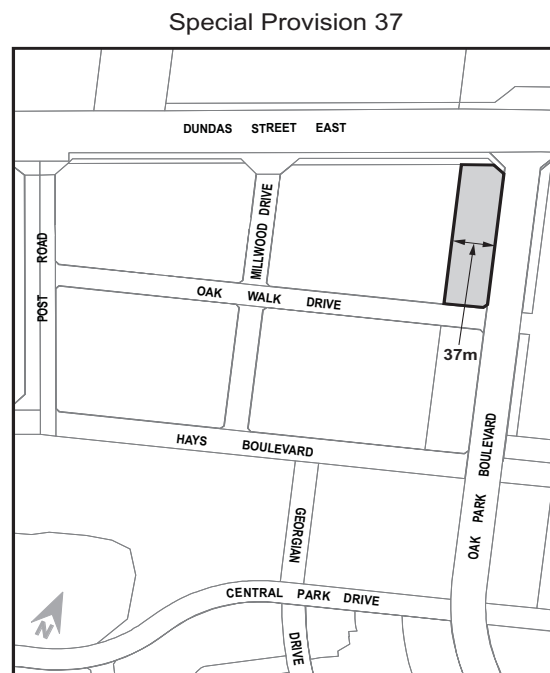 Special Provision 37
DUNDAS STREET EAST
MILLWOOD DRIVE
POST ROAD
OAK WALK DRIVE
37m
HAYS BOULEVARD
OAK PARK BOULEVARD
GEORGIAN DRIVE
CENTRAL PARK DRIVE
N